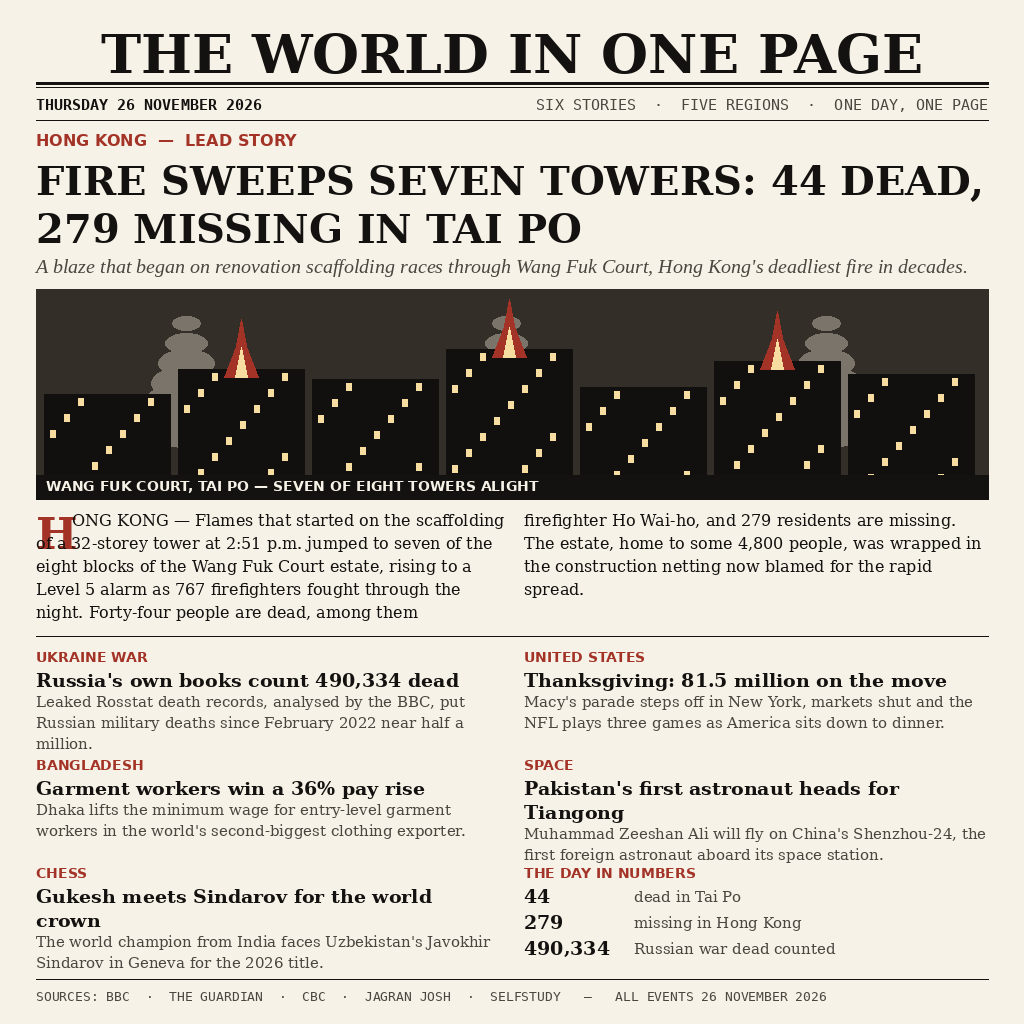 THE WORLD IN ONE PAGE
THURSDAY 26 NOVEMBER 2026
SIX STORIES · FIVE REGIONS · ONE DAY, ONE PAGE
HONG KONG — LEAD STORY
FIRE SWEEPS SEVEN TOWERS: 44 DEAD,
279 MISSING IN TAI PO
A blaze that began on renovation scaffolding races through Wang Fuk Court, Hong Kong's deadliest fire in decades.
WANG FUK COURT, TAI PO — SEVEN OF EIGHT TOWERS ALIGHT
HONG KONG — Flames that started on the scaffolding
of a 32-storey tower at 2:51 p.m. jumped to seven of the
eight blocks of the Wang Fuk Court estate, rising to a
Level 5 alarm as 767 firefighters fought through the
night. Forty-four people are dead, among them
firefighter Ho Wai-ho, and 279 residents are missing.
The estate, home to some 4,800 people, was wrapped in
the construction netting now blamed for the rapid
spread.
UKRAINE WAR
Russia's own books count 490,334 dead
Leaked Rosstat death records, analysed by the BBC, put
Russian military deaths since February 2022 near half a
million.
UNITED STATES
Thanksgiving: 81.5 million on the move
Macy's parade steps off in New York, markets shut and the
NFL plays three games as America sits down to dinner.
BANGLADESH
Garment workers win a 36% pay rise
Dhaka lifts the minimum wage for entry-level garment
workers in the world's second-biggest clothing exporter.
SPACE
Pakistan's first astronaut heads for
Tiangong
Muhammad Zeeshan Ali will fly on China's Shenzhou-24, the
first foreign astronaut aboard its space station.
CHESS
Gukesh meets Sindarov for the world
crown
The world champion from India faces Uzbekistan's Javokhir
Sindarov in Geneva for the 2026 title.
THE DAY IN NUMBERS
44 dead in Tai Po
279 missing in Hong Kong
490,334 Russian war dead counted
SOURCES: BBC · THE GUARDIAN · CBC · JAGRAN JOSH · SELFSTUDY — ALL EVENTS 26 NOVEMBER 2026